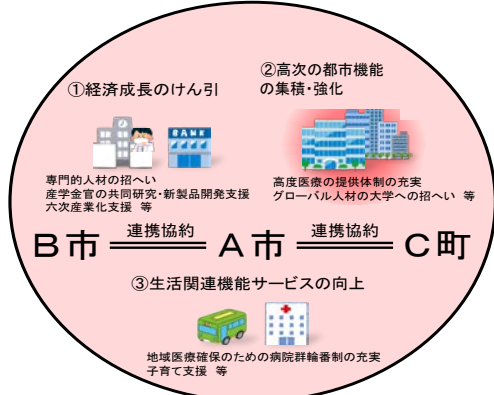 ①経済成長のけん引
②高次の都市機能
の集積・強化
BANK
専門的人材の招へい
産学金官の共同研究・新製品開発支援
六次産業化支援 等
高度医療の提供体制の充実
グローバル人材の大学への招へい 等
B市 連携協約 A市 連携協約 C町
③生活関連機能サービスの向上
地域医療確保のための病院群輪番制の充実
子育て支援 等